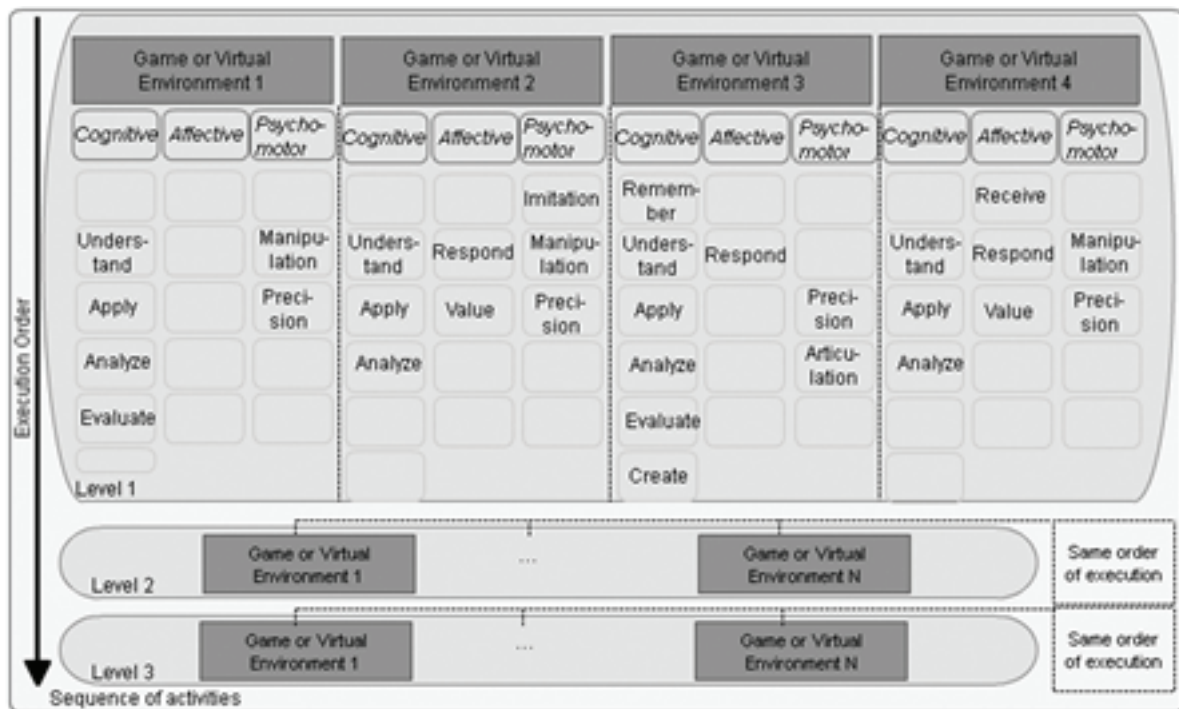 Game or Virtual
Environment 1
Game or Virtual
Environment 2
Game or Virtual
Environment 3
Game or Virtual
Environment 4
Cognitive
Affective
Psycho-
motor
Cognitive
Affective
Psycho-
motor
Cognitive
Affective
Psycho-
motor
Cognitive
Affective
Psycho-
motor
Imitation
Remem-
ber
Receive
Unders-
tand
Manipu-
lation
Unders-
tand
Respond
Manipu-
lation
Unders-
tand
Respond
Unders-
tand
Respond
Manipu-
lation
Apply
Preci-
sion
Apply
Value
Preci-
sion
Apply
Preci-
sion
Apply
Value
Preci-
sion
Analyze
Analyze
Analyze
Articu-
lation
Analyze
Evaluate
Evaluate
Create
Level 1
Execution Order
Game or Virtual
Environment 1
...
Game or Virtual
Environment N
Same order
of execution
Level 2
Game or Virtual
Environment 1
...
Game or Virtual
Environment N
Same order
of execution
Level 3
Sequence of activities